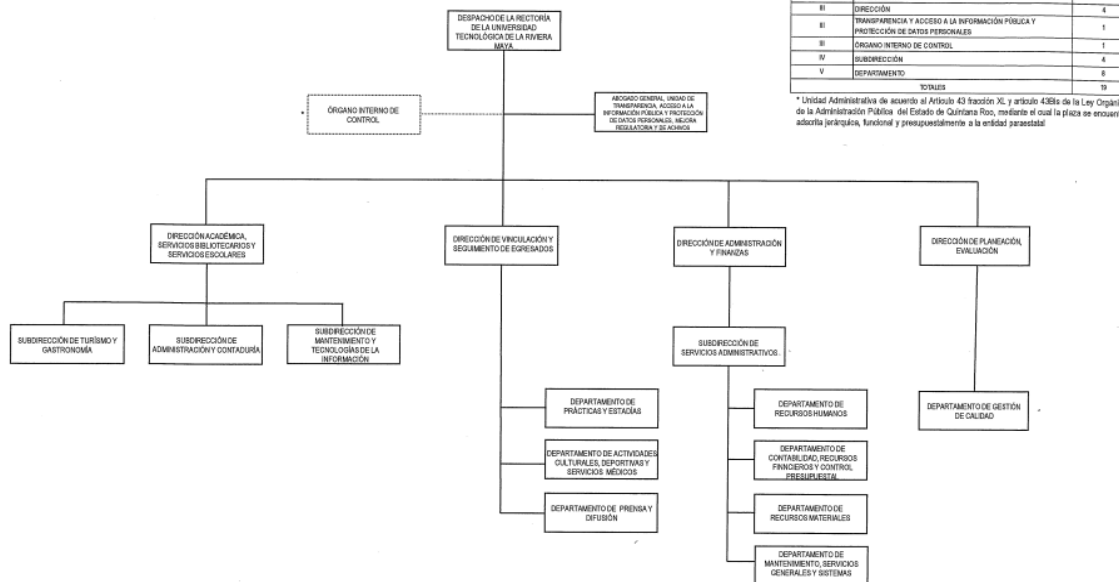 DESPACHO DE LA RECTORÍA
DE LA UNIVERSIDAD
TECNOLÓGICA DE LA RIVIERA
MAYA
III DIRECCIÓN 4
III TRANSPARENCIA Y ACCESO A LA INFORMACIÓN PÚBLICA Y
PROTECCIÓN DE DATOS PERSONALES 1
III ÓRGANO INTERNO DE CONTROL 1
IV SUBDIRECCIÓN 4
V DEPARTAMENTO 8
TOTALES 19
* Unidad Administrativa de acuerdo al Artículo 43 fracción XL y artículo 43Bis de la Ley Orgáni
de la Administración Pública del Estado de Quintana Roo, mediante el cual la plaza se encuent
adscrita jerárquica, funcional y presupuestalmente a la entidad paraestatal
* ÓRGANO INTERNO DE
CONTROL
ABOGADO GENERAL, UNIDAD DE
TRANSPARENCIA, ACCESO A LA
INFORMACIÓN PÚBLICA Y PROTECCIÓN
DE DATOS PERSONALES, MEJORA
REGULATORIA Y DE ACHIVOS
DIRECCIÓN ACADÉMICA,
SERVICIOS BIBLIOTECARIOS Y
SERVICIOS ESCOLARES
DIRECCIÓN DE VINCULACIÓN Y
SEGUIMIENTO DE EGRESADOS
DIRECCIÓN DE ADMINISTRACIÓN
Y FINANZAS
DIRECCIÓN DE PLANEACIÓN,
EVALUACIÓN
SUBDIRECCIÓN DE TURÍSMO Y
GASTRONOMÍA
SUBDIRECCIÓN DE
ADMINISTRACIÓN Y CONTADURÍA
SUBDIRECCIÓN DE
MANTENIMIENTO Y
TECNOLOGÍAS DE LA
INFORMACIÓN
SUBDIRECCIÓN DE
SERVICIOS ADMINISTRATIVOS
DEPARTAMENTO DE
PRÁCTICAS Y ESTADÍAS
DEPARTAMENTO DE ACTIVIDADES
CULTURALES, DEPORTIVAS Y
SERVICIOS MÉDICOS
DEPARTAMENTO DE PRENSA Y
DIFUSIÓN
DEPARTAMENTO DE
RECURSOS HUMANOS
DEPARTAMENTO DE
CONTABILIDAD, RECURSOS
FINNCIEROS Y CONTROL
PRESUPUESTAL
DEPARTAMENTO DE
RECURSOS MATERIALES
DEPARTAMENTO DE
MANTENIMIENTO, SERVICIOS
GENERALES Y SISTEMAS
DEPARTAMENTO DE GESTIÓN
DE CALIDAD